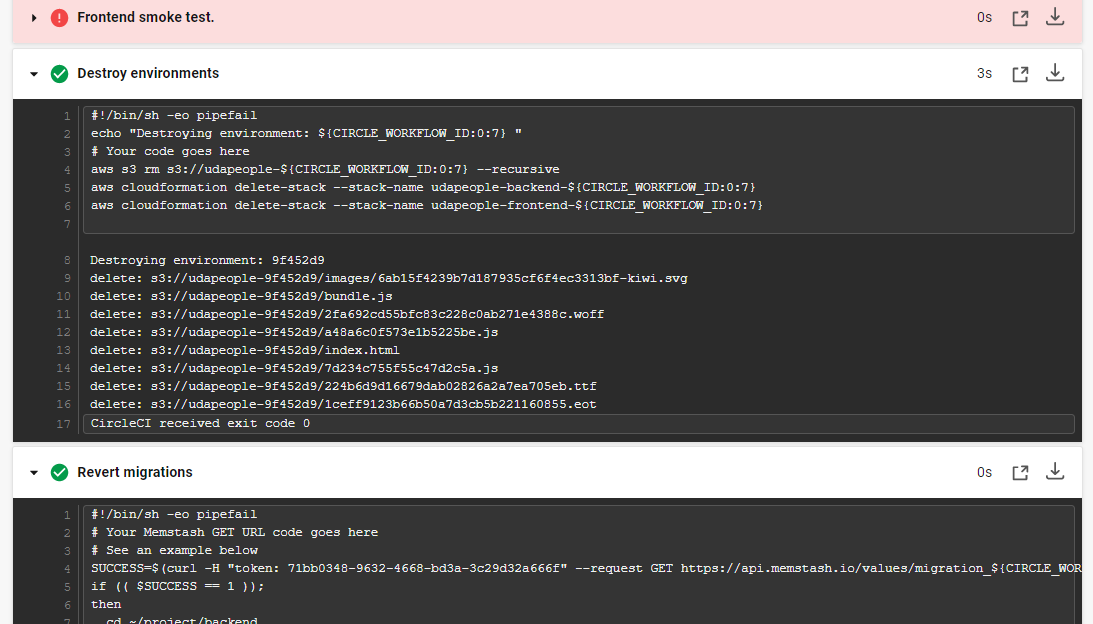 Frontend smoke test. 0s
Destroy environments 3s
1 #!/bin/sh -eo pipefail
2 echo "Destroying environment: ${CIRCLE_WORKFLOW_ID:0:7} "
3 # Your code goes here
4 aws s3 rm s3://udapeople-${CIRCLE_WORKFLOW_ID:0:7} --recursive
5 aws cloudformation delete-stack --stack-name udapeople-backend-${CIRCLE_WORKFLOW_ID:0:7}
6 aws cloudformation delete-stack --stack-name udapeople-frontend-${CIRCLE_WORKFLOW_ID:0:7}
7
8 Destroying environment: 9f452d9
9 delete: s3://udapeople-9f452d9/images/6ab15f4239b7d187935cf6f4ec3313bf-kiwi.svg
10 delete: s3://udapeople-9f452d9/bundle.js
11 delete: s3://udapeople-9f452d9/2fa692cd55bfc83c228c0ab271e4388c.woff
12 delete: s3://udapeople-9f452d9/a48a6c0f573e1b5225be.js
13 delete: s3://udapeople-9f452d9/index.html
14 delete: s3://udapeople-9f452d9/7d234c755f55c47d2c5a.js
15 delete: s3://udapeople-9f452d9/224b6d9d16679dab02826a2a7ea705eb.ttf
16 delete: s3://udapeople-9f452d9/1ceff9123b66b50a7d3cb5b221160855.eot
17 CircleCI received exit code 0
Revert migrations 0s
1 #!/bin/sh -eo pipefail
2 # Your Memstash GET URL code goes here
3 # See an example below
4 SUCCESS=$(curl -H "token: 71bb0348-9632-4668-bd3a-3c29d32a666f" --request GET https://api.memstash.io/values/migration_${CIRCLE_WOR
5 if (( $SUCCESS == 1 ));
6 then
7 cd ~/project/backend